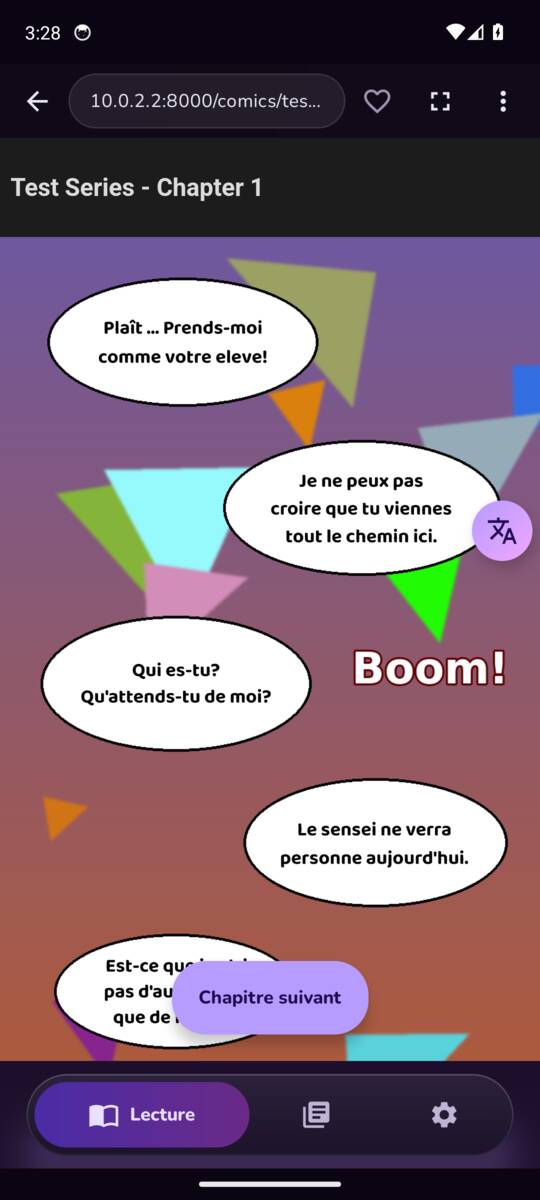 3:28
10.0.2.2:8000/comics/tes...
Test Series - Chapter 1
Plaît ... Prends-moi
comme votre eleve!
Je ne peux pas
croire que tu viennes
tout le chemin ici.
Qui es-tu?
Qu'attends-tu de moi?
Boom!
Le sensei ne verra
personne aujourd'hui.
Est-ce que
pas
que de
Chapitre suivant
Lecture